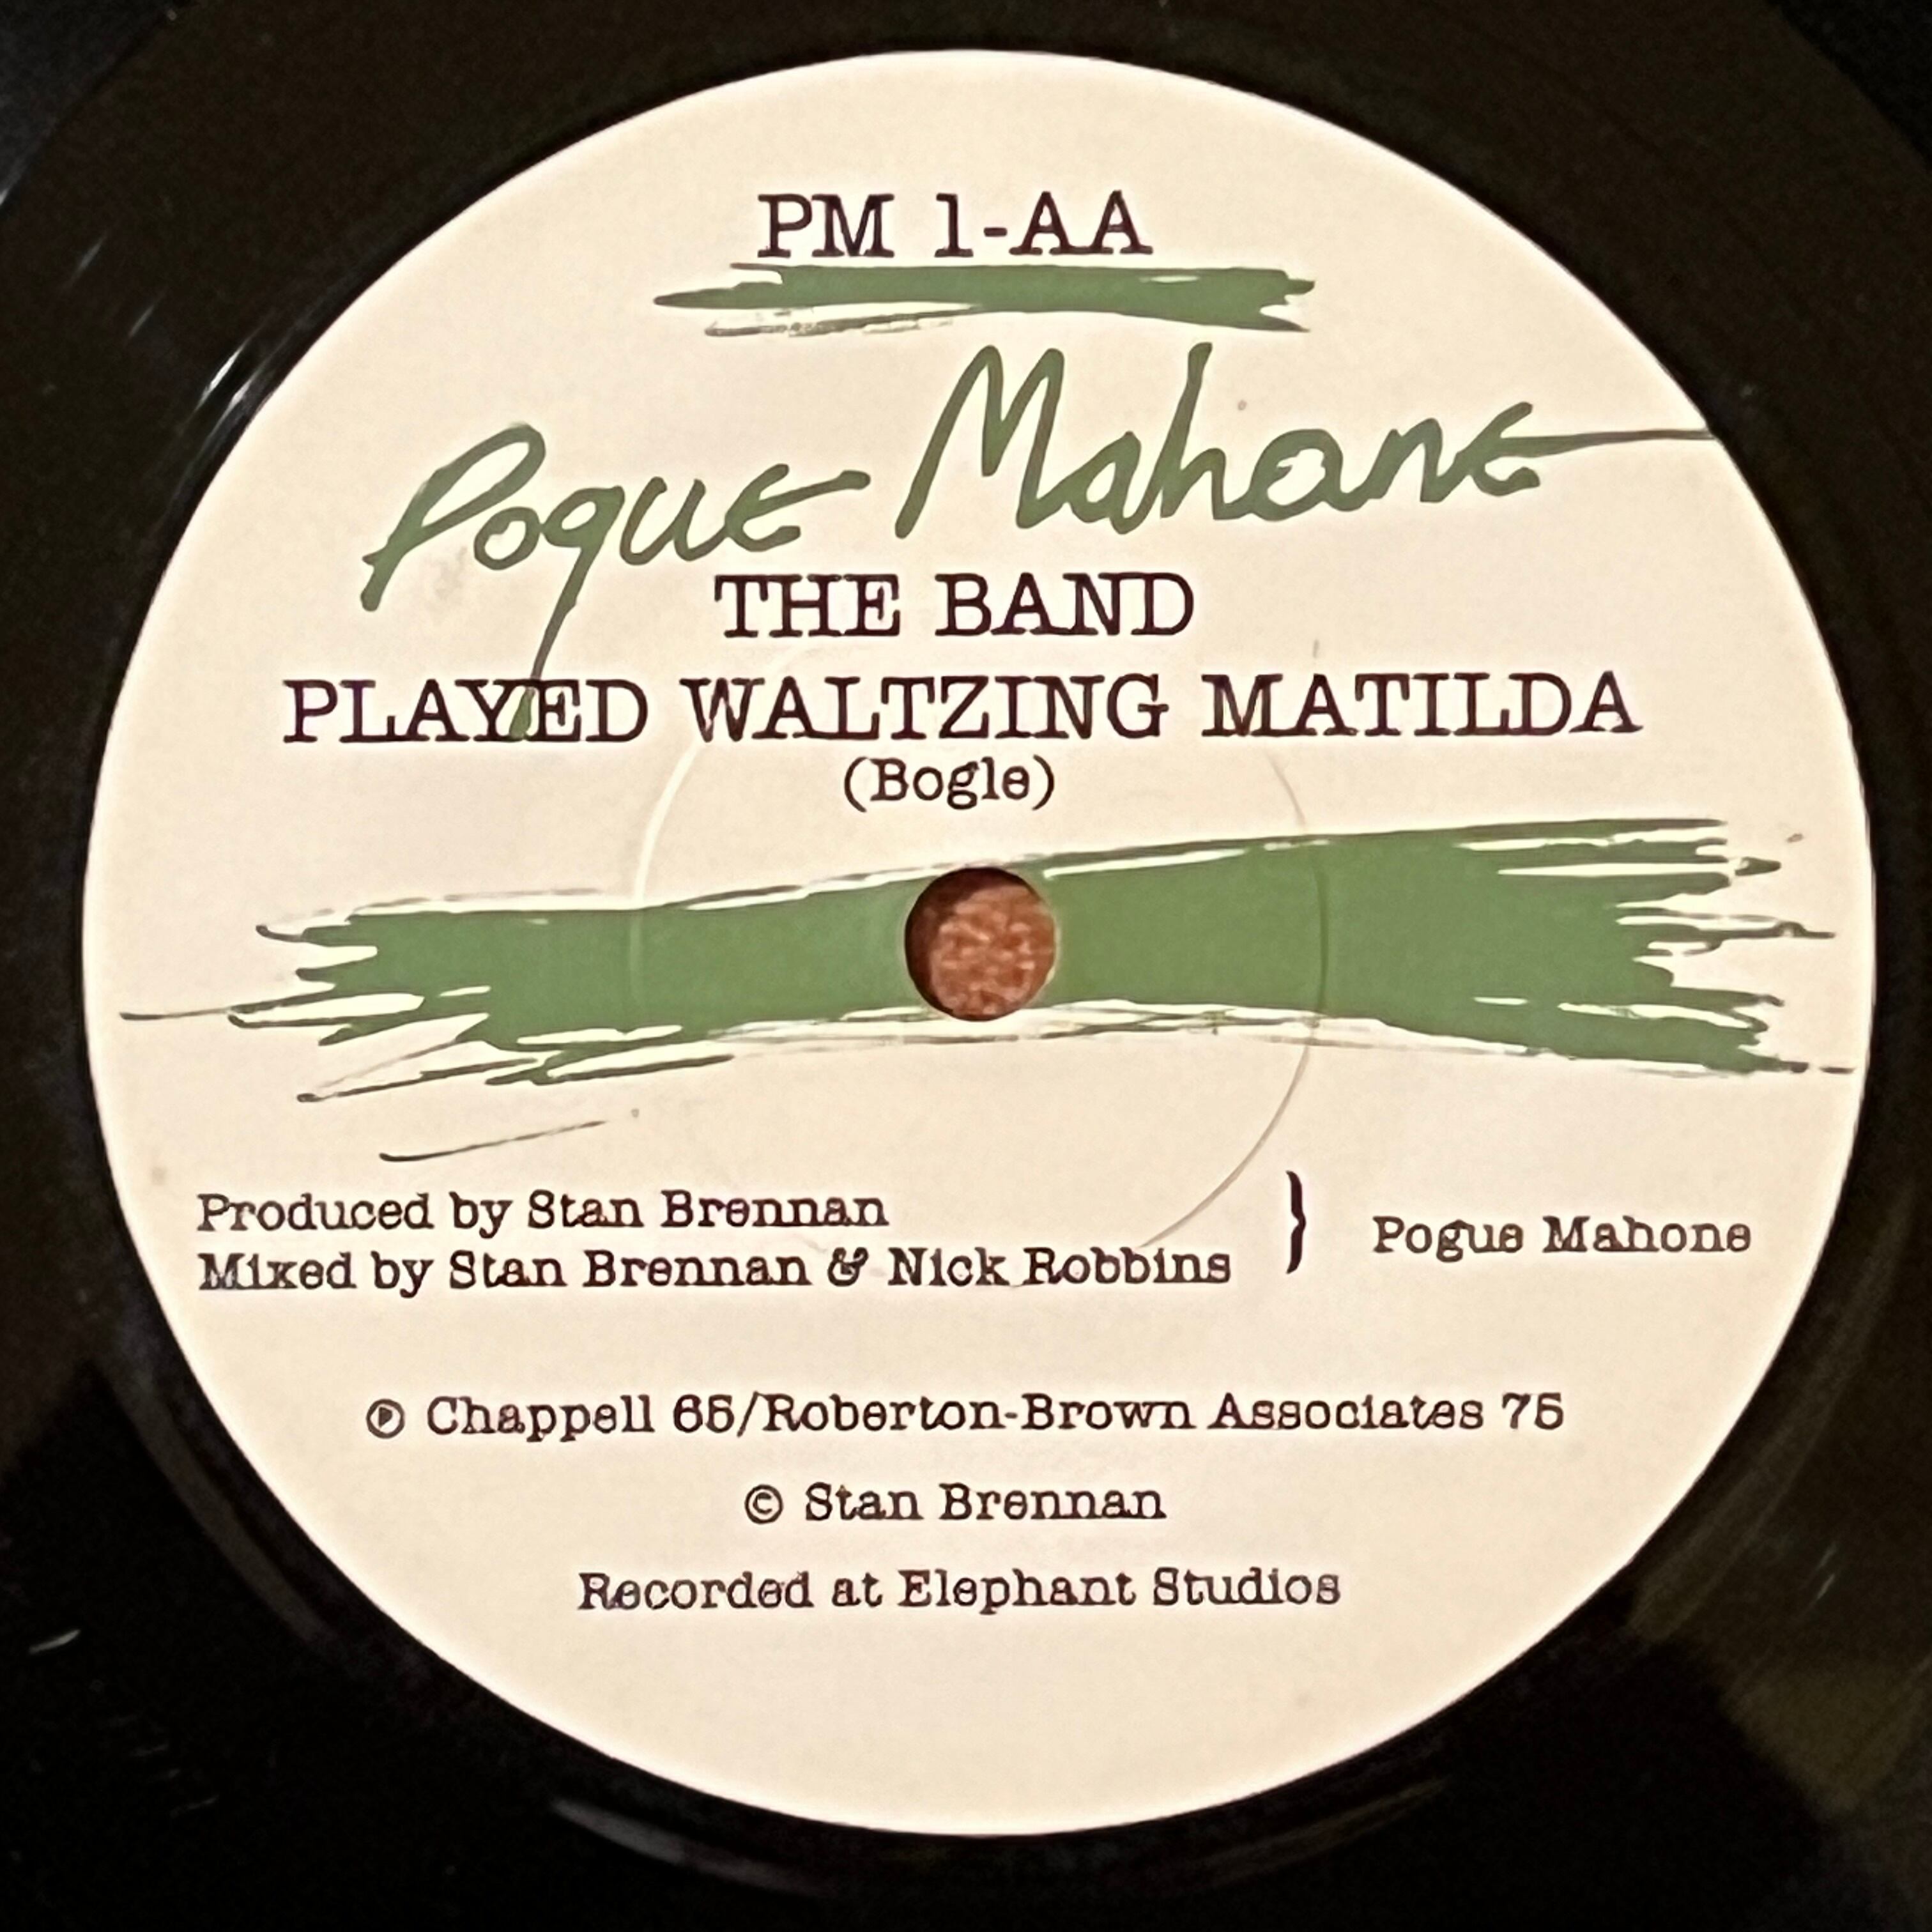 PM 1-AA
Pogue Mahone
THE BAND
PLAYED WALTZING MATILDA
(Bogle)
Produced by Stan Brennan
Mixed by Stan Brennan & Nick Robbins
} Pogue Mahone
℗ Chappell 65/Roberton-Brown Associates 75
© Stan Brennan
Recorded at Elephant Studios